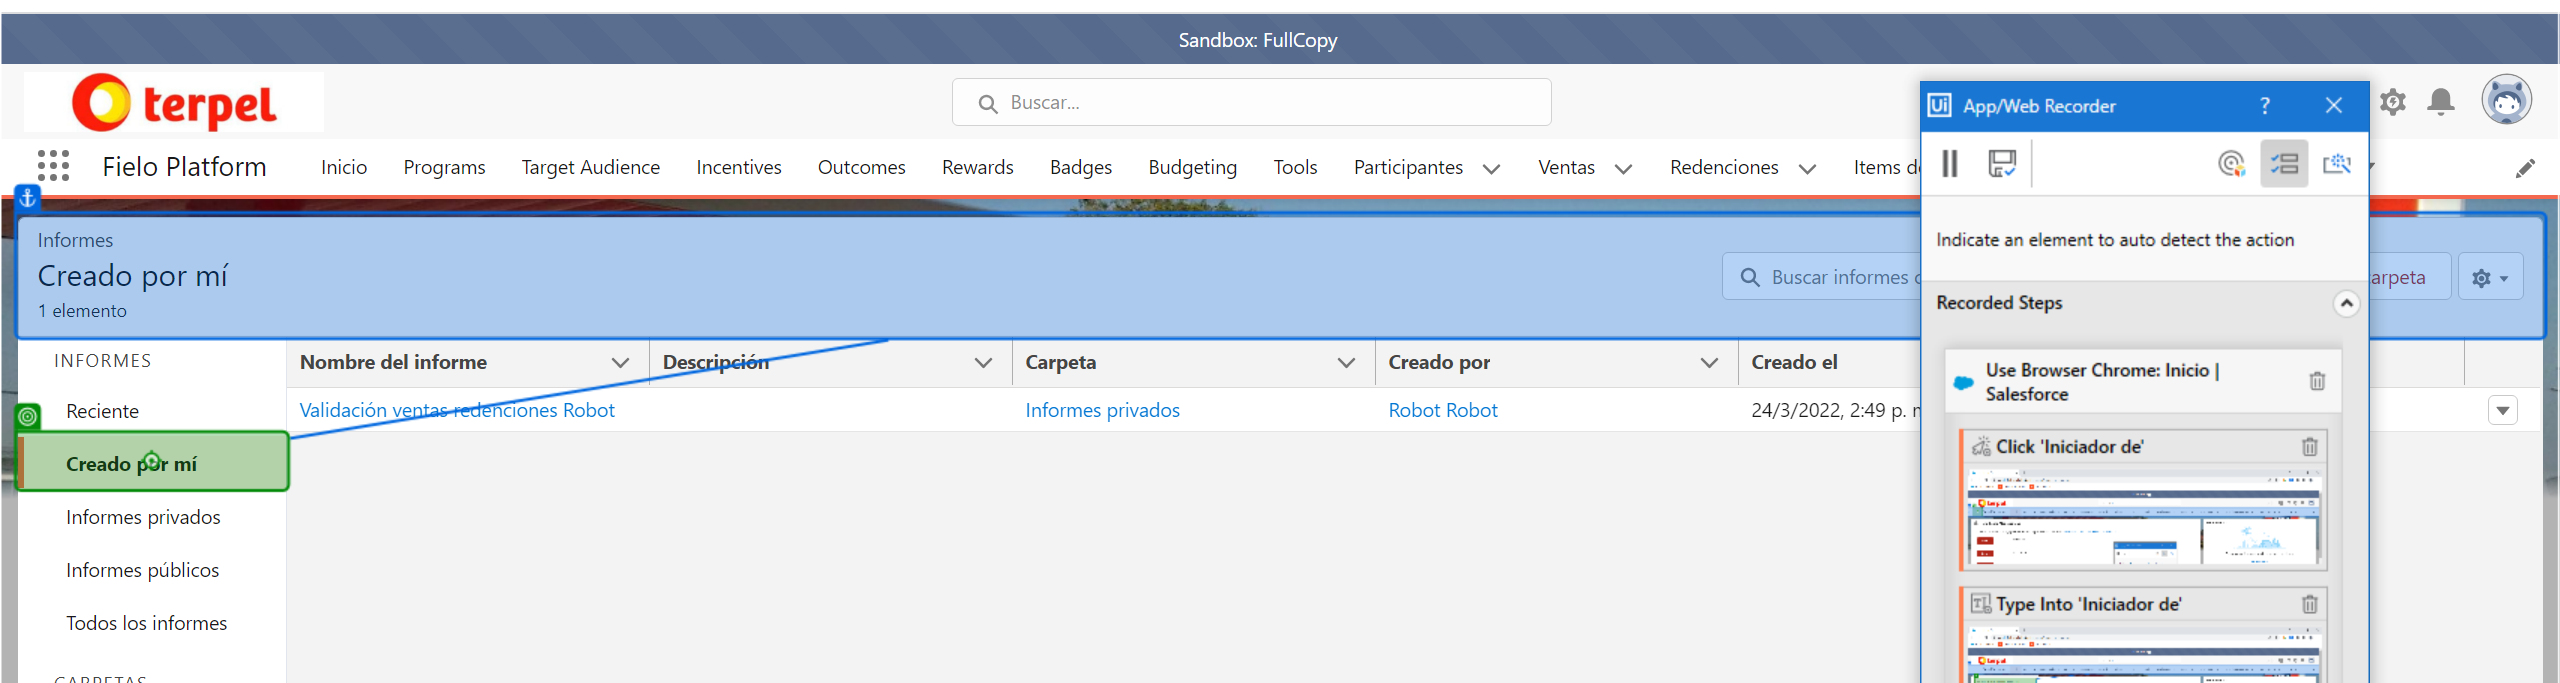 Sandbox: FullCopy
terpel
Buscar...
Ui App/Web Recorder ?
Fielo Platform Inicio Programs Target Audience Incentives Outcomes Rewards Badges Budgeting Tools Participantes Ventas Redenciones Items de
Indicate an element to auto detect the action
Informes
Creado por mí
1 elemento
Buscar informes
arpeta
Recorded Steps
INFORMES
Nombre del informe Descripción Carpeta Creado por Creado el
Use Browser Chrome: Inicio |
Salesforce
Reciente
Validación ventas redenciones Robot Informes privados Robot Robot 24/3/2022, 2:49 p.
Click 'Iniciador de'
Creado por mí
Informes privados
Informes públicos
Type Into 'Iniciador de'
Todos los informes
CARPETAS